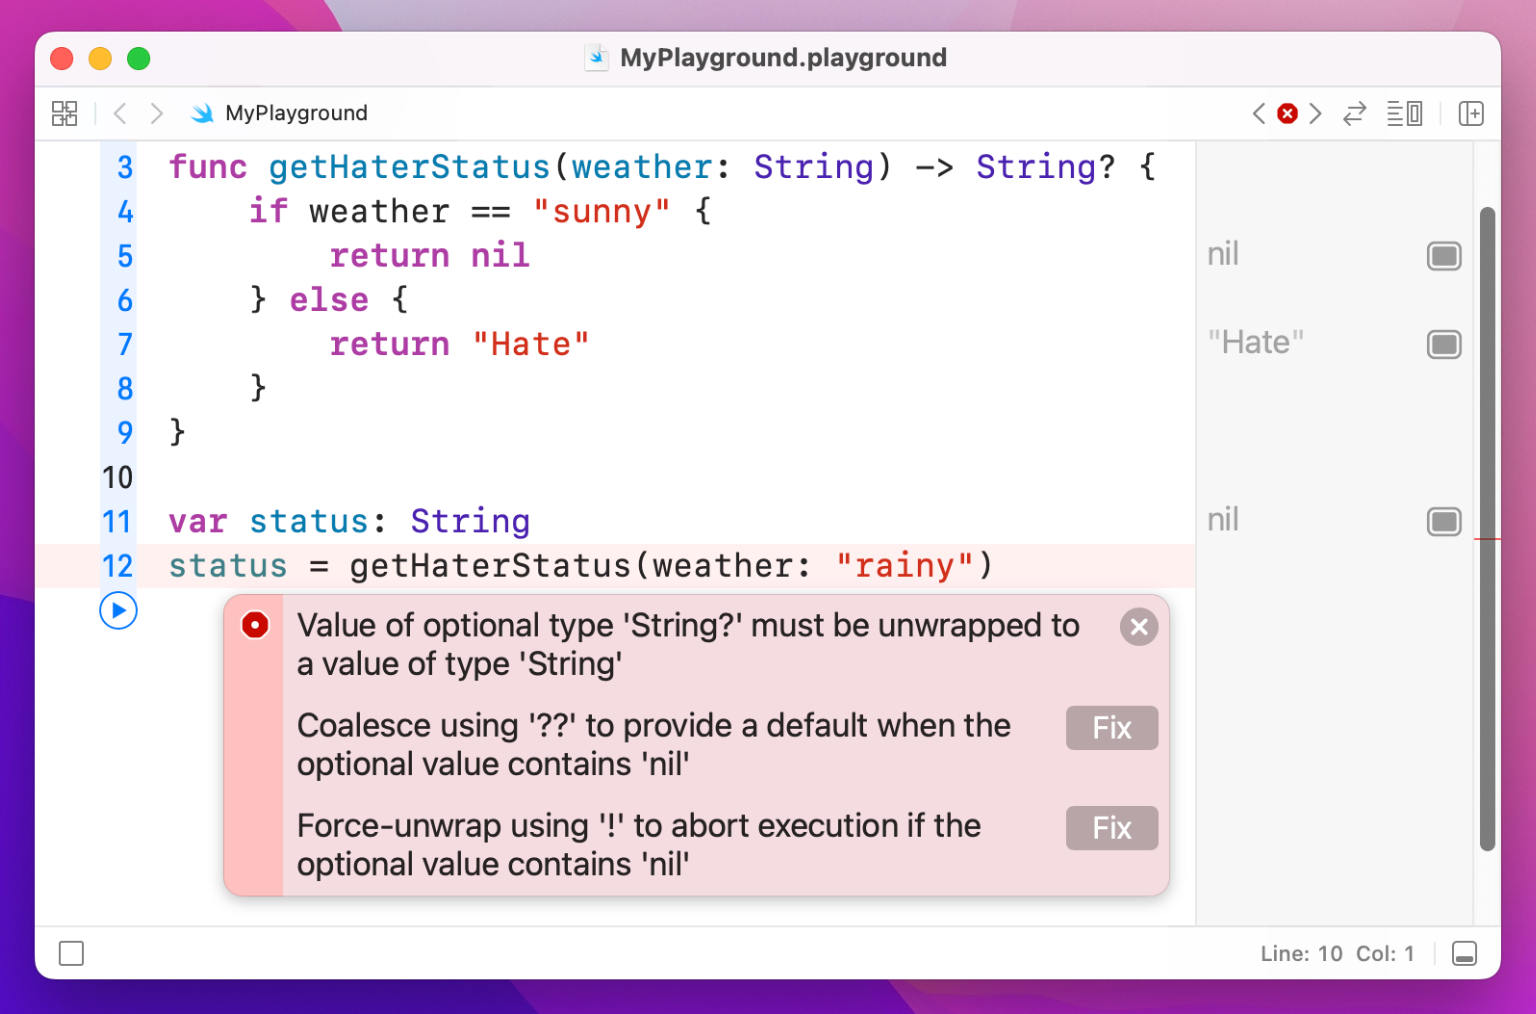 MyPlayground.playground
MyPlayground
3 func getHaterStatus(weather: String) -> String? {
4     if weather == "sunny" {
5         return nil
nil
6     } else {
7         return "Hate"
"Hate"
8     }
9 }
10
11 var status: String
nil
12 status = getHaterStatus(weather: "rainy")
Value of optional type 'String?' must be unwrapped to
a value of type 'String'
Coalesce using '??' to provide a default when the
optional value contains 'nil'
Fix
Force-unwrap using '!' to abort execution if the
optional value contains 'nil'
Fix
Line: 10 Col: 1